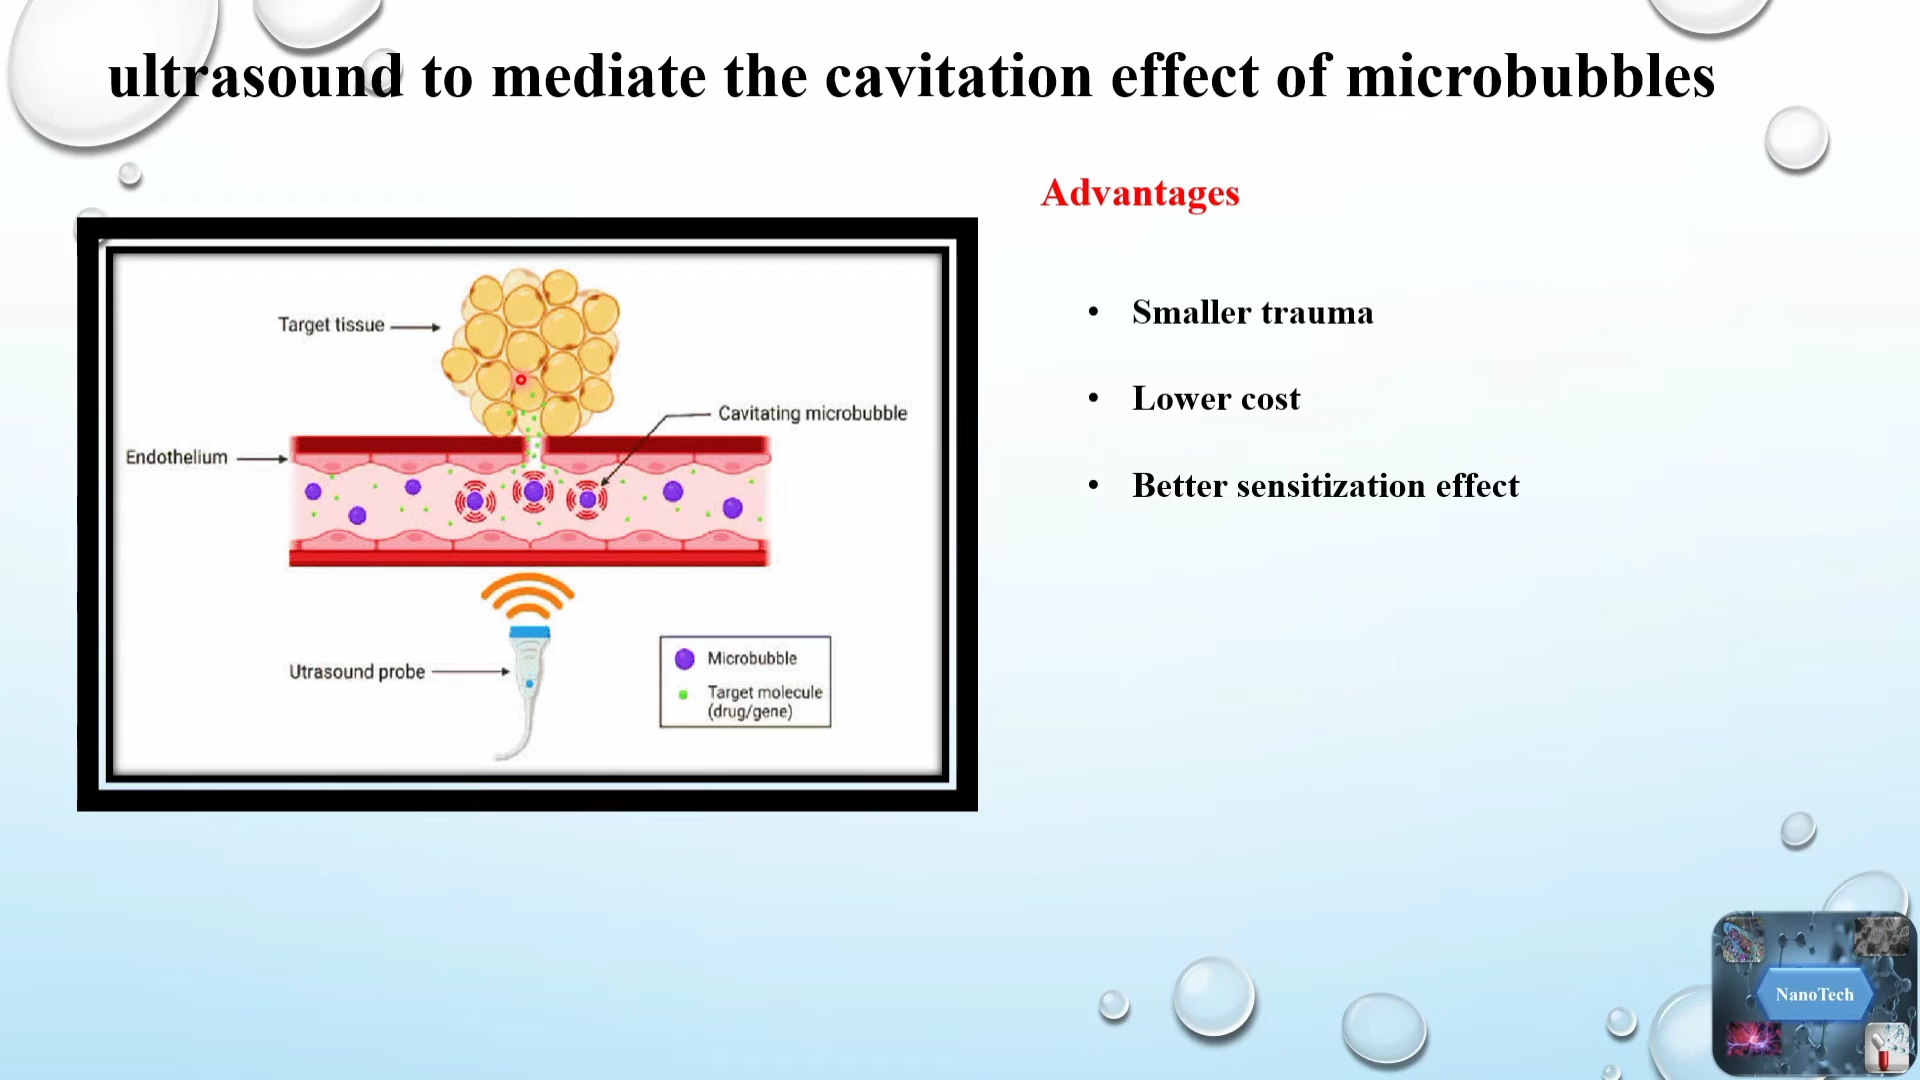 ultrasound to mediate the cavitation effect of microbubbles
Advantages
• Smaller trauma
• Lower cost
• Better sensitization effect
Target tissue
Cavitating microbubble
Endothelium
Utrasound probe
Microbubble
Target molecule
(drug/gene)
NanoTech